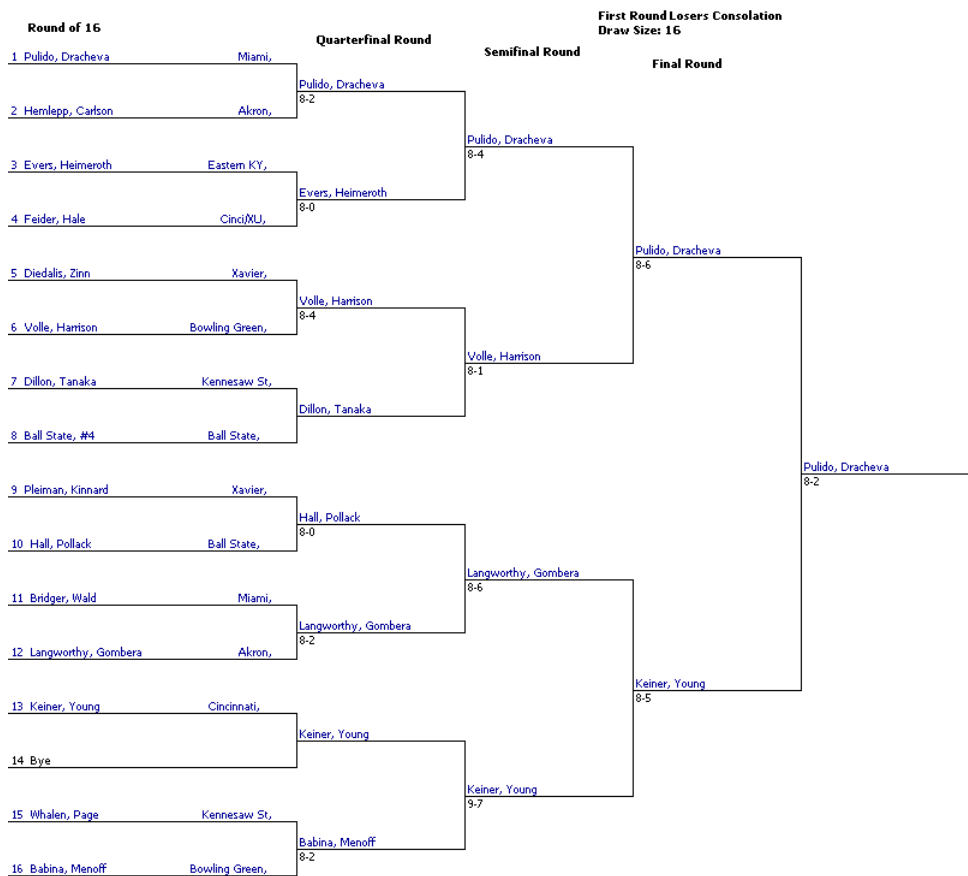 First Round Losers Consolation
Draw Size: 16
Round of 16
Quarterfinal Round
Semifinal Round
Final Round
1 Pulido, Dracheva Miami,
Pulido, Dracheva
8-2
2 Hemlepp, Carlson Akron,
Pulido, Dracheva
8-4
3 Evers, Heimeroth Eastern KY,
Evers, Heimeroth
8-0
4 Feider, Hale Cinci/XU,
Pulido, Dracheva
8-6
5 Diedalis, Zinn Xavier,
Volle, Harrison
8-4
6 Volle, Harrison Bowling Green,
Volle, Harrison
8-1
7 Dillon, Tanaka Kennesaw St,
Dillon, Tanaka
8 Ball State, #4 Ball State,
Pulido, Dracheva
8-2
9 Pleiman, Kinnard Xavier,
Hall, Pollack
8-0
10 Hall, Pollack Ball State,
Langworthy, Gombera
8-6
11 Bridger, Wald Miami,
Langworthy, Gombera
8-2
12 Langworthy, Gombera Akron,
Keiner, Young
8-5
13 Keiner, Young Cincinnati,
Keiner, Young
14 Bye
Keiner, Young
9-7
15 Whalen, Page Kennesaw St,
Babina, Menoff
8-2
16 Babina, Menoff Bowling Green,